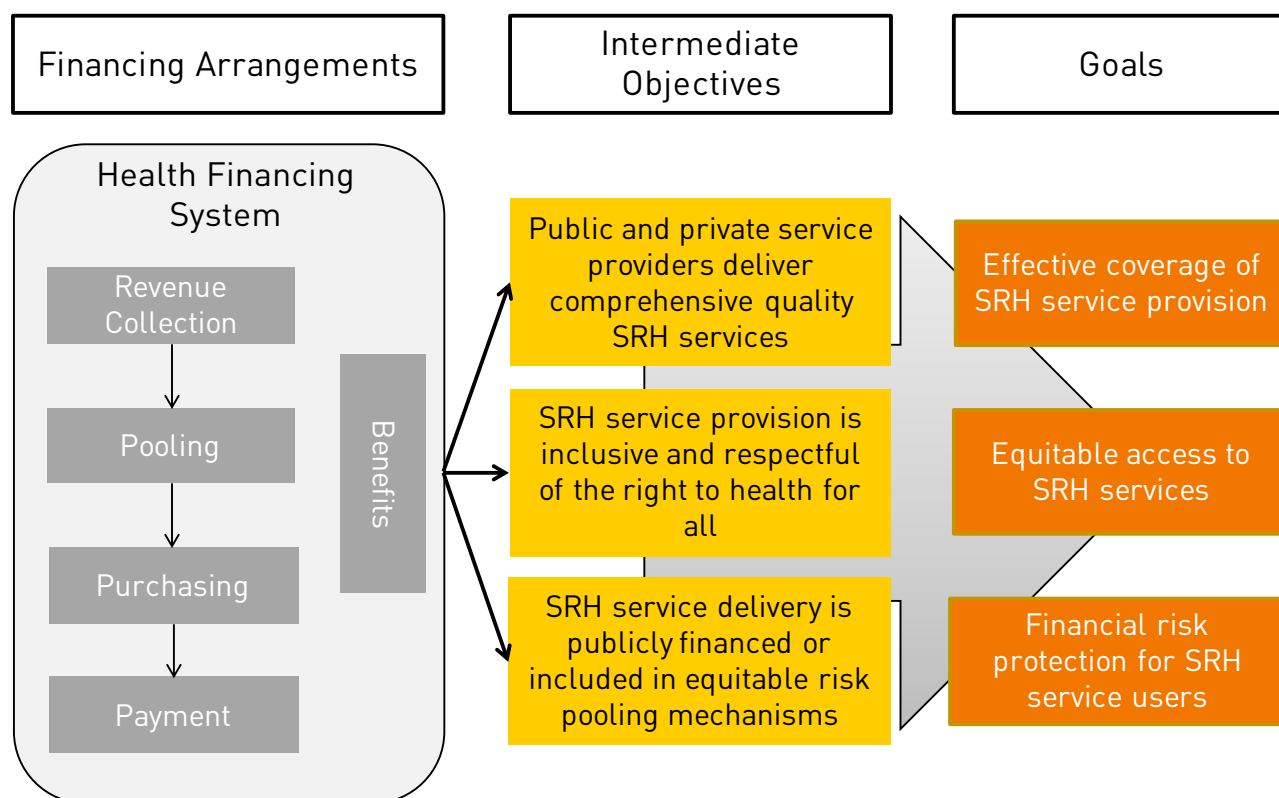 Financing Arrangements
Intermediate
Objectives
Goals
Health Financing
System
Revenue
Collection
Pooling
Purchasing
Payment
Benefits
Public and private service
providers deliver
comprehensive quality
SRH services
SRH service provision is
inclusive and respectful
of the right to health for
all
SRH service delivery is
publicly financed or
included in equitable risk
pooling mechanisms
Effective coverage of
SRH service provision
Equitable access to
SRH services
Financial risk
protection for SRH
service users